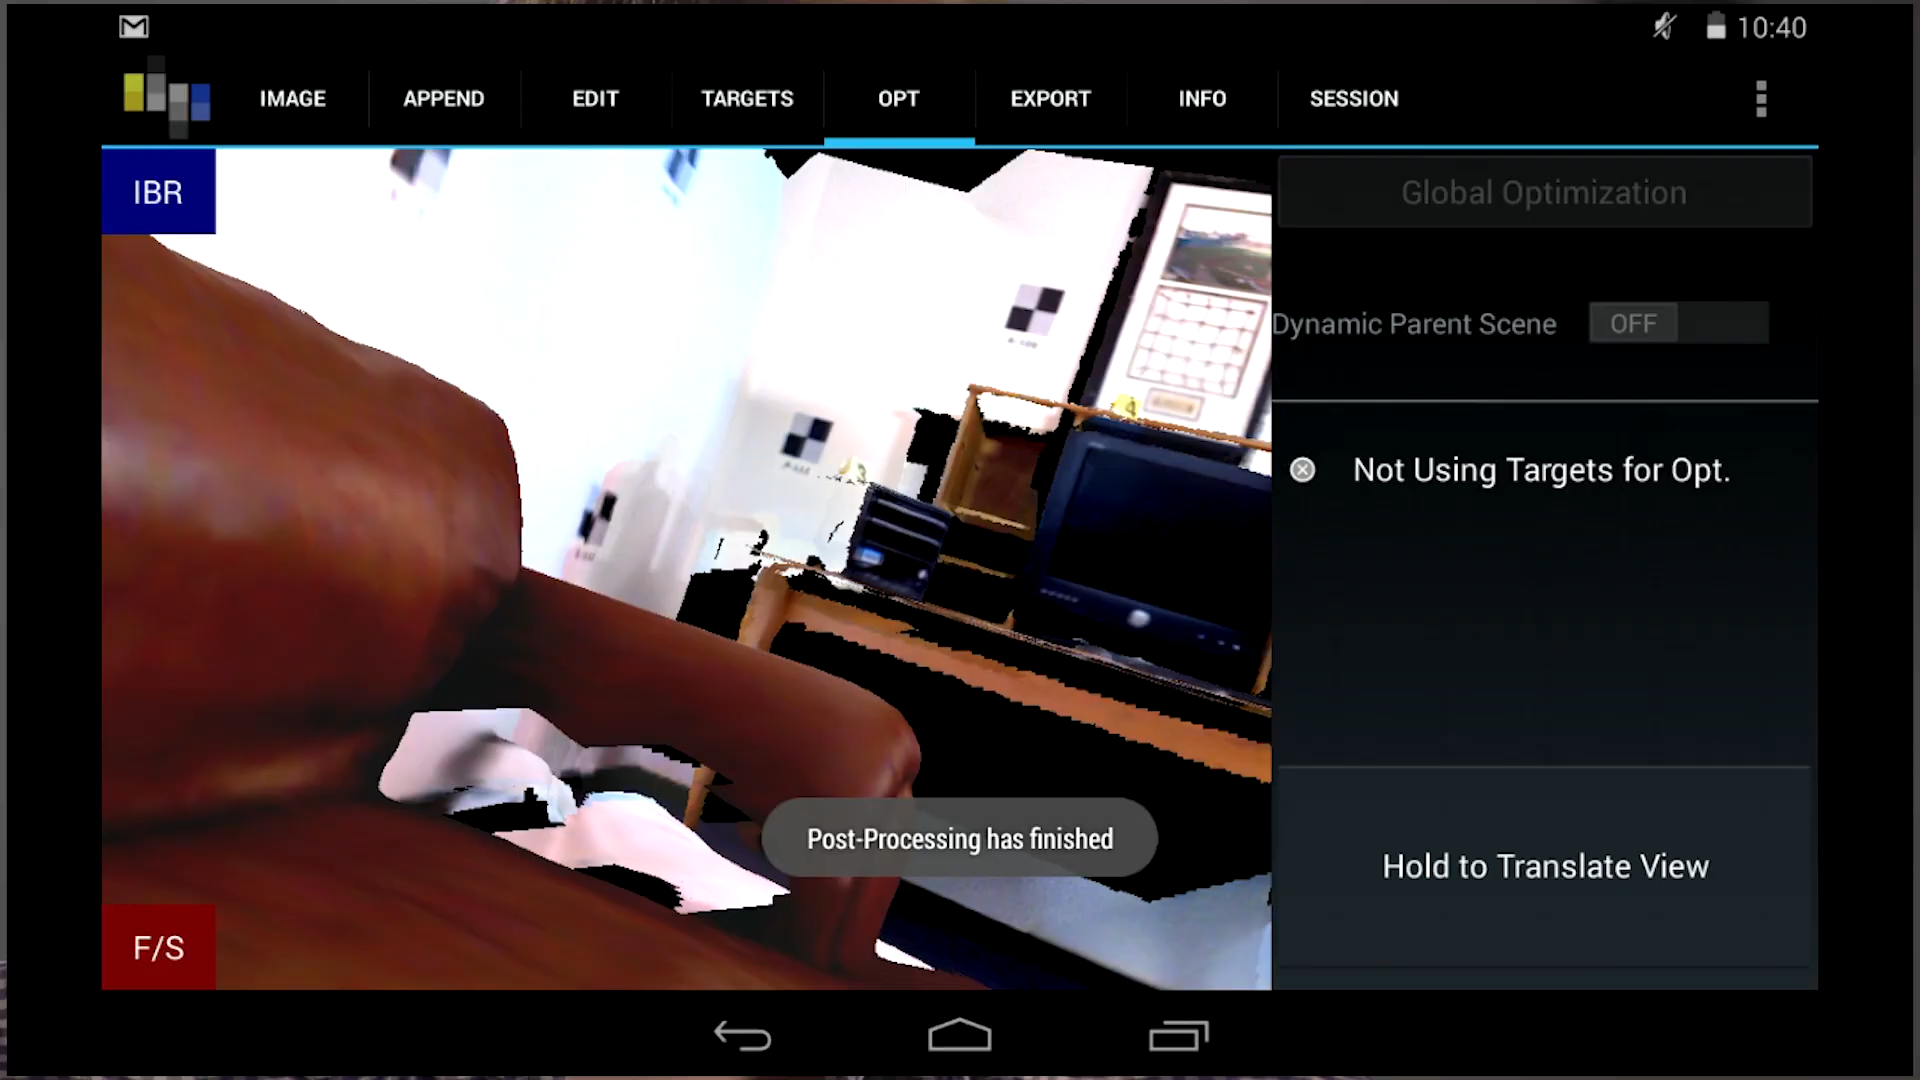 10:40
IMAGE
APPEND
EDIT
TARGETS
OPT
EXPORT
INFO
SESSION
IBR
Global Optimization
Dynamic Parent Scene
OFF
4
Not Using Targets for Opt.
Post-Processing has finished
Hold to Translate View
F/S